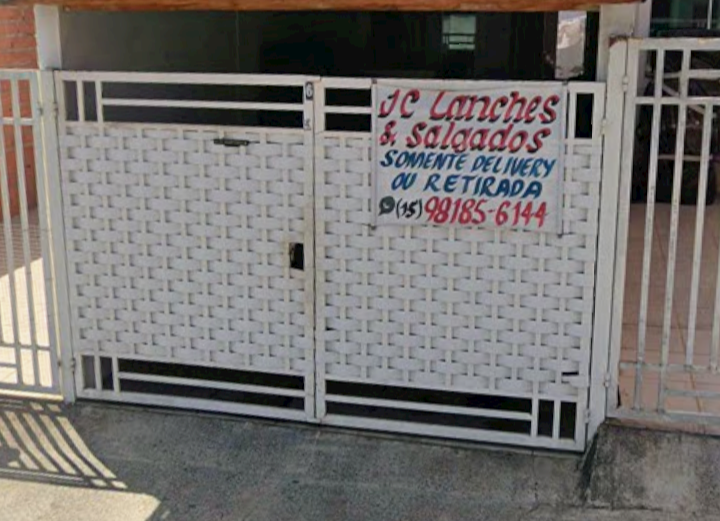 JC Lanches
& Salgados
SOMENTE DELIVERY
OU RETIRADA
(15) 98185-6144